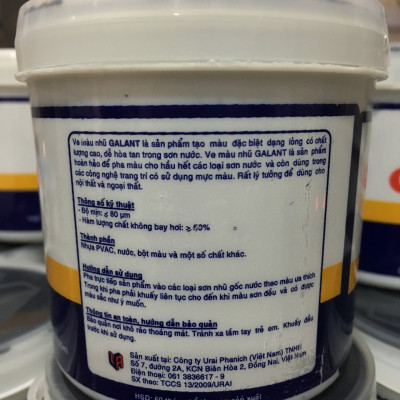 Ve màu nhũ GALANT là sản phẩm tạo màu đặc biệt dạng lỏng có chất
lượng cao, dễ hòa tan trong sơn nước. Ve màu nhũ GALANT là sản phẩm
hoàn hảo để pha màu cho hầu hết các loại sơn nước và còn dùng trong
các công nghệ trang trí có sử dụng mực màu. Rất lý tưởng để dùng cho
nội thất và ngoại thất.
Thông số kỹ thuật
- Độ mịn: ≤ 80 µm
- Hàm lượng chất không bay hơi: ≥ 50%
Thành phần
Nhựa PVAC, nước, bột màu và một số chất khác.
Hướng dẫn sử dụng
Pha trực tiếp sản phẩm vào các loại sơn nhũ gốc nước theo màu ưa thích
Trong khi pha phải khuấy liên tục cho đến khi màu sơn đều và có được
màu sắc như ý muốn.
Thông tin an toàn, hướng dẫn bảo quản
Bảo quản nơi khô ráo thoáng mát. Tránh xa tầm tay trẻ em. Khuấy đều
trước khi sử dụng.
Sản xuất tại: Công ty Urai Phanich (Việt Nam) TNHH
Số 7, đường 2A, KCN Biên Hòa 2, Đồng Nai, Việt Nam
Điện thoại: 061 3836617 - 9
SX theo: TCCS 13/2009/URAI